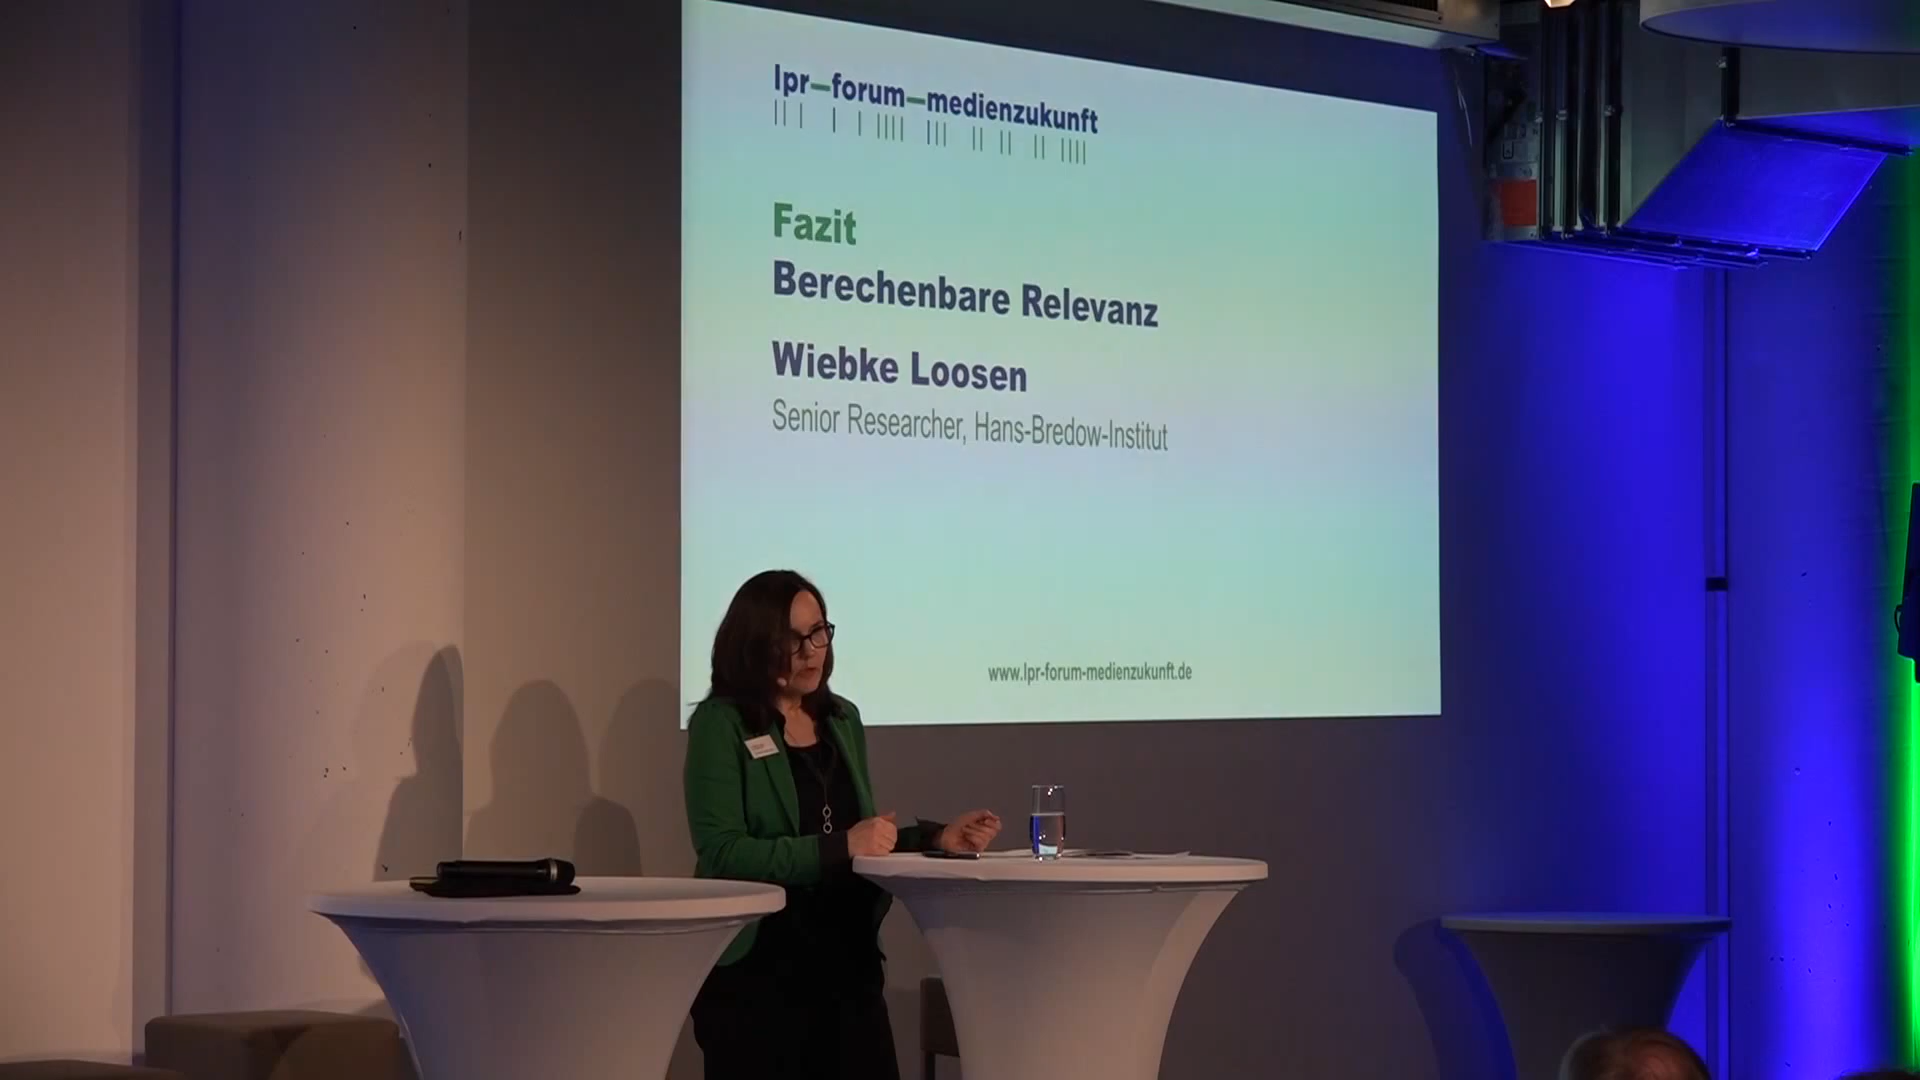 lpr–forum–medienzukunft
Fazit
Berechenbare Relevanz
Wiebke Loosen
Senior Researcher, Hans-Bredow-Institut
www.lpr-forum-medienzukunft.de